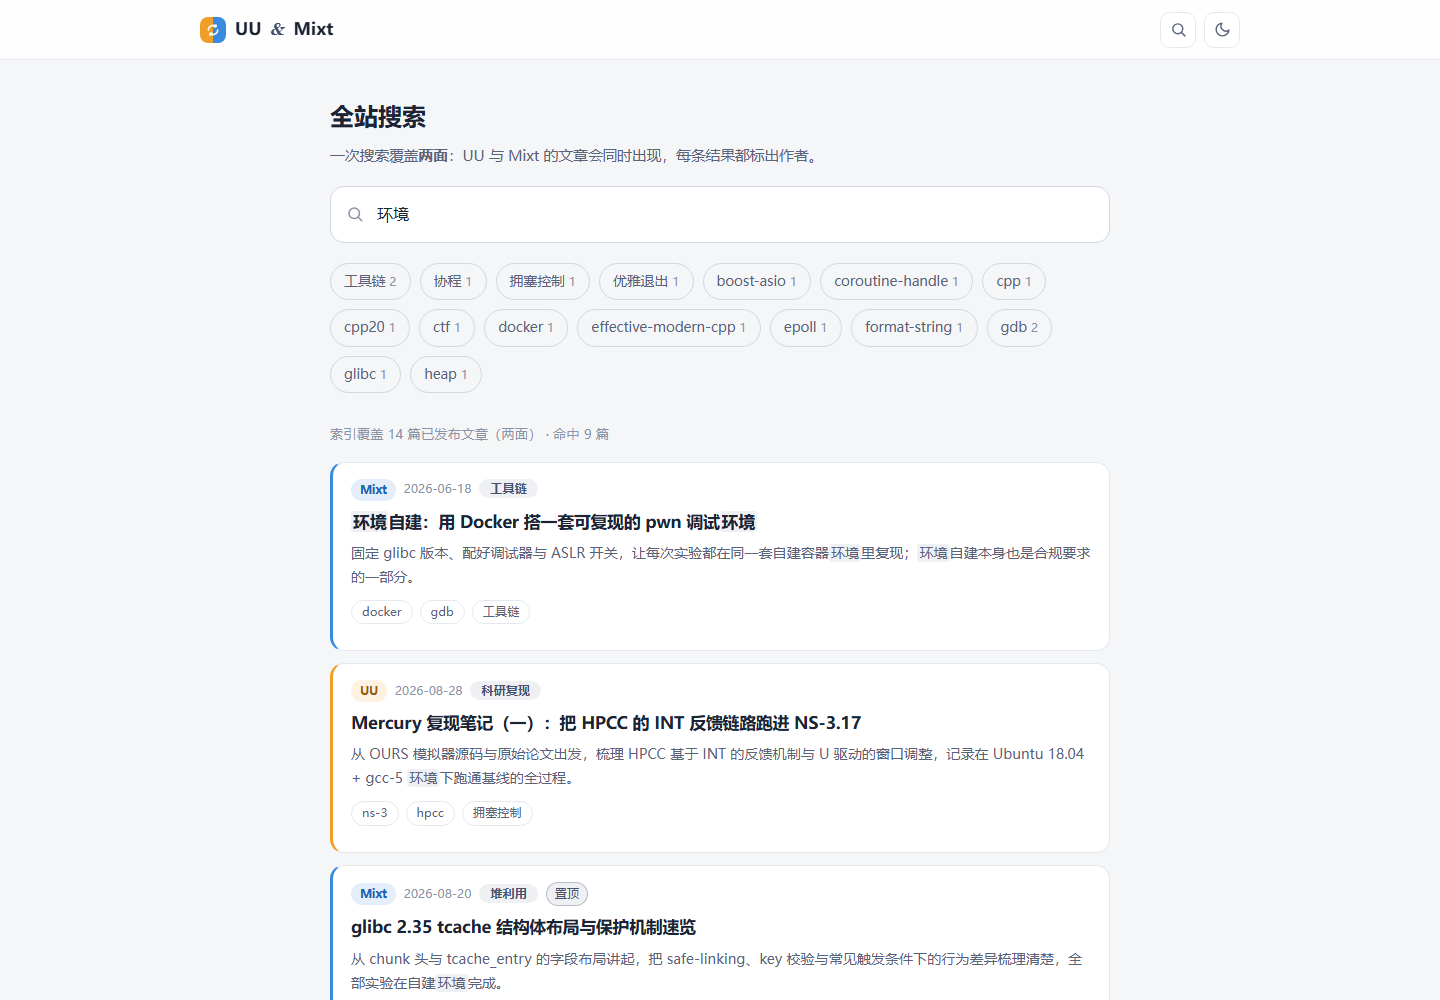 UU & Mixt
全站搜索
一次搜索覆盖两面：UU 与 Mixt 的文章会同时出现，每条结果都标出作者。
环境
工具链 2 协程 1 拥塞控制 1 优雅退出 1 boost-asio 1 coroutine-handle 1 cpp 1
cpp20 1 ctf 1 docker 1 effective-modern-cpp 1 epoll 1 format-string 1 gdb 2
glibc 1 heap 1
索引覆盖 14 篇已发布文章（两面） · 命中 9 篇
Mixt 2026-06-18 工具链
环境自建：用 Docker 搭一套可复现的 pwn 调试环境
固定 glibc 版本、配好调试器与 ASLR 开关，让每次实验都在同一套自建容器环境里复现；环境自建本身也是合规要求
的一部分。
docker gdb 工具链
UU 2026-08-28 科研复现
Mercury 复现笔记（一）：把 HPCC 的 INT 反馈链路跑进 NS-3.17
从 OURS 模拟器源码与原始论文出发，梳理 HPCC 基于 INT 的反馈机制与 U 驱动的窗口调整，记录在 Ubuntu 18.04
+ gcc-5 环境下跑通基线的全过程。
ns-3 hpcc 拥塞控制
Mixt 2026-08-20 堆利用 置顶
glibc 2.35 tcache 结构体布局与保护机制速览
从 chunk 头与 tcache_entry 的字段布局讲起，把 safe-linking、key 校验与常见触发条件下的行为差异梳理清楚，全
部实验在自建环境完成。